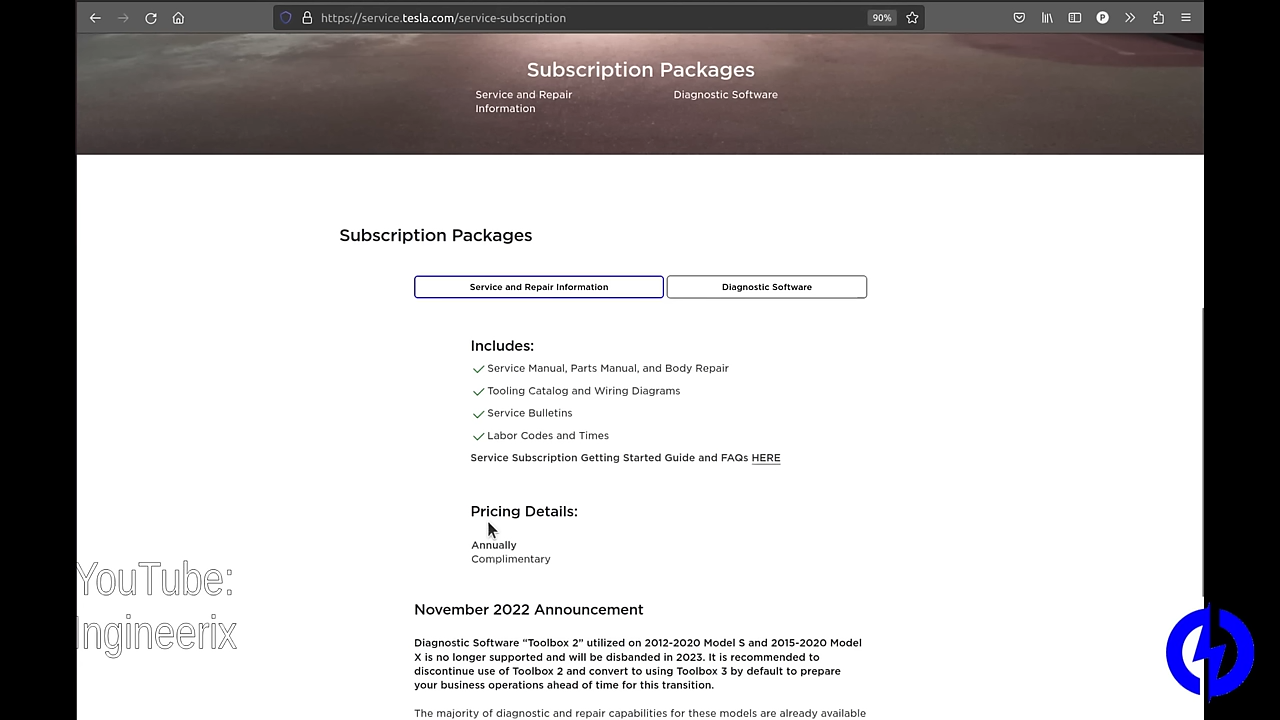 https://service.tesla.com/service-subscription
90%
P
Subscription Packages
Service and Repair
Information
Diagnostic Software
Subscription Packages
Service and Repair Information
Diagnostic Software
Includes:
Service Manual, Parts Manual, and Body Repair
Tooling Catalog and Wiring Diagrams
Service Bulletins
Labor Codes and Times
Service Subscription Getting Started Guide and FAQs HERE
Pricing Details:
Annually
Complimentary
YouTube:
Ingineerix
November 2022 Announcement
Diagnostic Software “Toolbox 2” utilized on 2012-2020 Model S and 2015-2020 Model
X is no longer supported and will be disbanded in 2023. It is recommended to
discontinue use of Toolbox 2 and convert to using Toolbox 3 by default to prepare
your business operations ahead of time for this transition.
The majority of diagnostic and repair capabilities for these models are already available